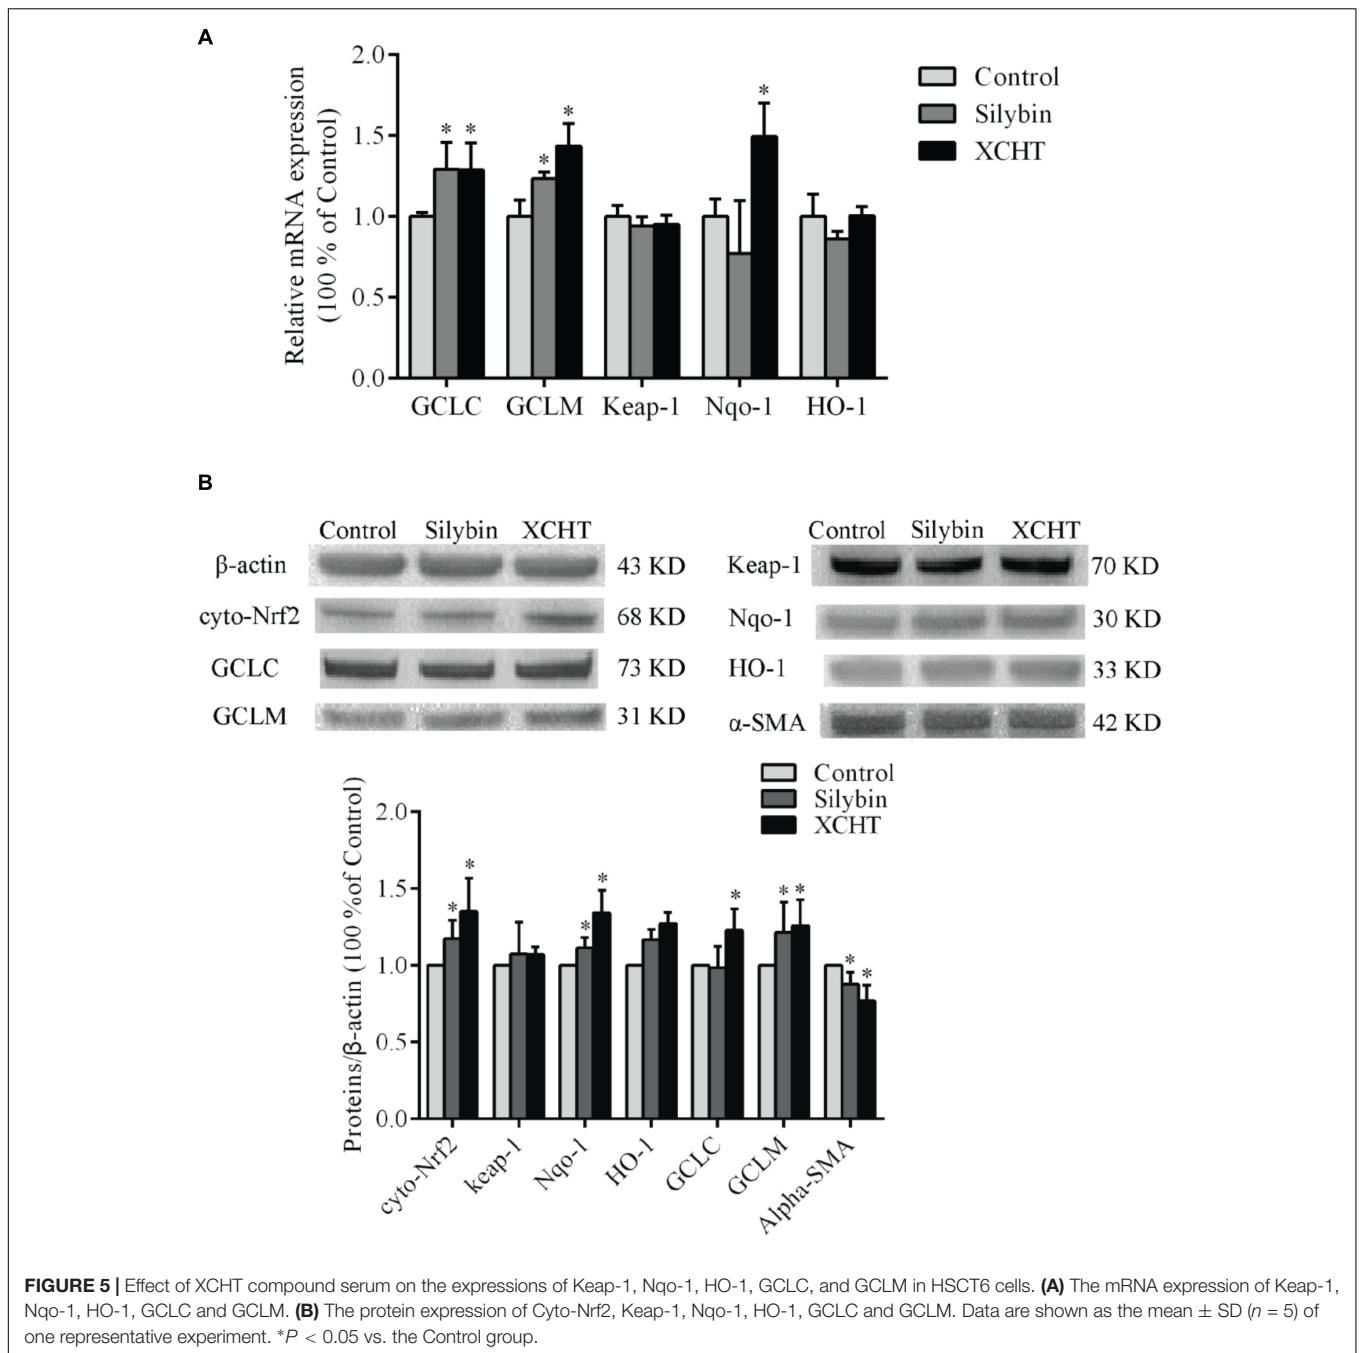 A
2.0
1.5
1.0
0.5
0.0
Relative mRNA expression
(100 % of Control)
* *
* *
*
GCLC GCLM Keap-1 Nqo-1 HO-1
Control
Silybin
XCHT
B
Control Silybin XCHT
β-actin 43 KD
cyto-Nrf2 68 KD
GCLC 73 KD
GCLM 31 KD
Control Silybin XCHT
Keap-1 70 KD
Nqo-1 30 KD
HO-1 33 KD
α-SMA 42 KD
Control
Silybin
XCHT
2.0
1.5
1.0
0.5
0.0
Proteins/β-actin (100 %of Control)
* *
* *
*
* *
* *
cyto-Nrf2 keap-1 Nqo-1 HO-1 GCLC GCLM Alpha-SMA
FIGURE 5 | Effect of XCHT compound serum on the expressions of Keap-1, Nqo-1, HO-1, GCLC, and GCLM in HSCT6 cells. (A) The mRNA expression of Keap-1,
Nqo-1, HO-1, GCLC and GCLM. (B) The protein expression of Cyto-Nrf2, Keap-1, Nqo-1, HO-1, GCLC and GCLM. Data are shown as the mean ± SD (n = 5) of
one representative experiment. *P < 0.05 vs. the Control group.